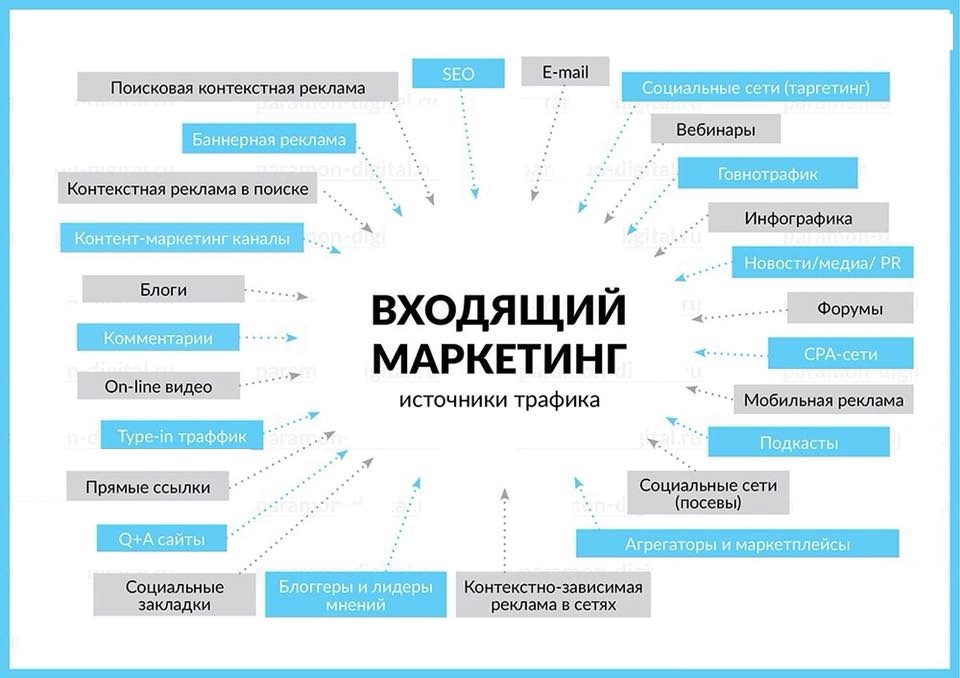 SEO
E-mail
Поисковая контекстная реклама
Социальные сети (таргетинг)
Баннерная реклама
Вебинары
Контекстная реклама в поиске
Говнотрафик
Контент-маркетинг каналы
Инфографика
Новости/медиа/ PR
Блоги
Форумы
ВХОДЯЩИЙ
МАРКЕТИНГ
источники трафика
Комментарии
CPA-сети
On-line видео
Мобильная реклама
Type-in траффик
Подкасты
Прямые ссылки
Социальные сети
(посевы)
Q+A сайты
Агрегаторы и маркетплейсы
Социальные
закладки
Блоггеры и лидеры
мнений
Контекстно-зависимая
реклама в сетях
paramon-digital.ru